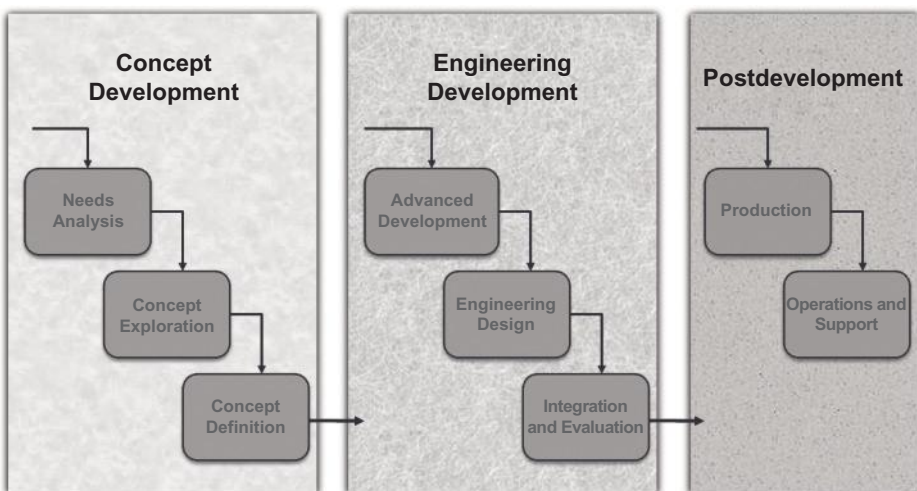 Concept
Development
Needs
Analysis
Concept
Exploration
Concept
Definition
Engineering
Development
Advanced
Development
Engineering
Design
Integration
and Evaluation
Postdevelopment
Production
Operations and
Support